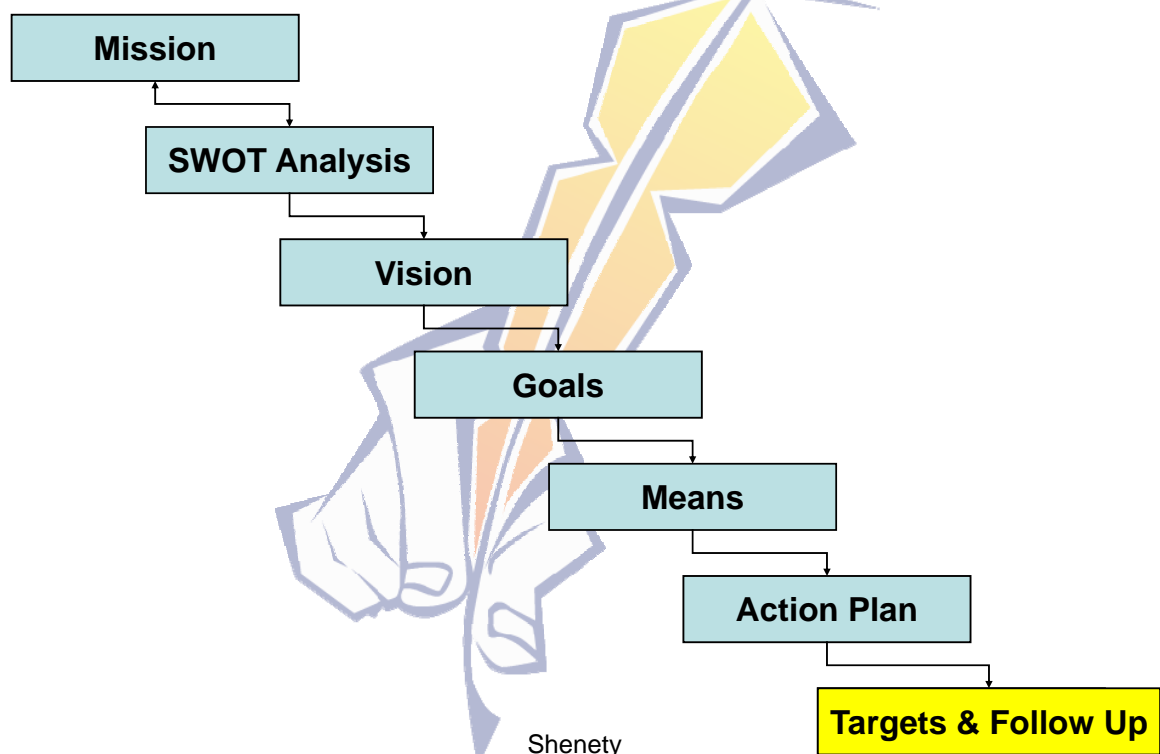 Mission
SWOT Analysis
Vision
Goals
Means
Action Plan
Targets & Follow Up
Shenety